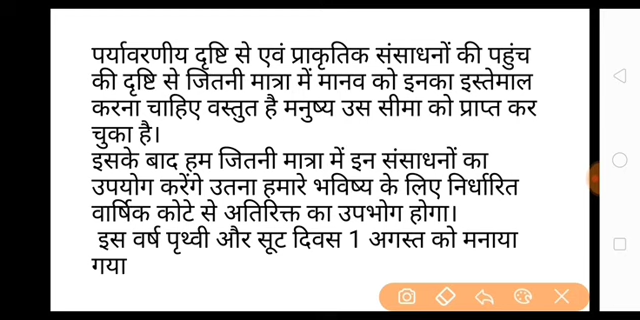 पर्यावरणीय दृष्टि से एवं प्राकृतिक संसाधनों की पहुंच
की दृष्टि से जितनी मात्रा में मानव को इनका इस्तेमाल
करना चाहिए वस्तुत है मनुष्य उस सीमा को प्राप्त कर
चुका है।
इसके बाद हम जितनी मात्रा में इन संसाधनों का
उपयोग करेंगे उतना हमारे भविष्य के लिए निर्धारित
वार्षिक कोटे से अतिरिक्त का उपभोग होगा।
इस वर्ष पृथ्वी और सूट दिवस 1 अगस्त को मनाया
गया